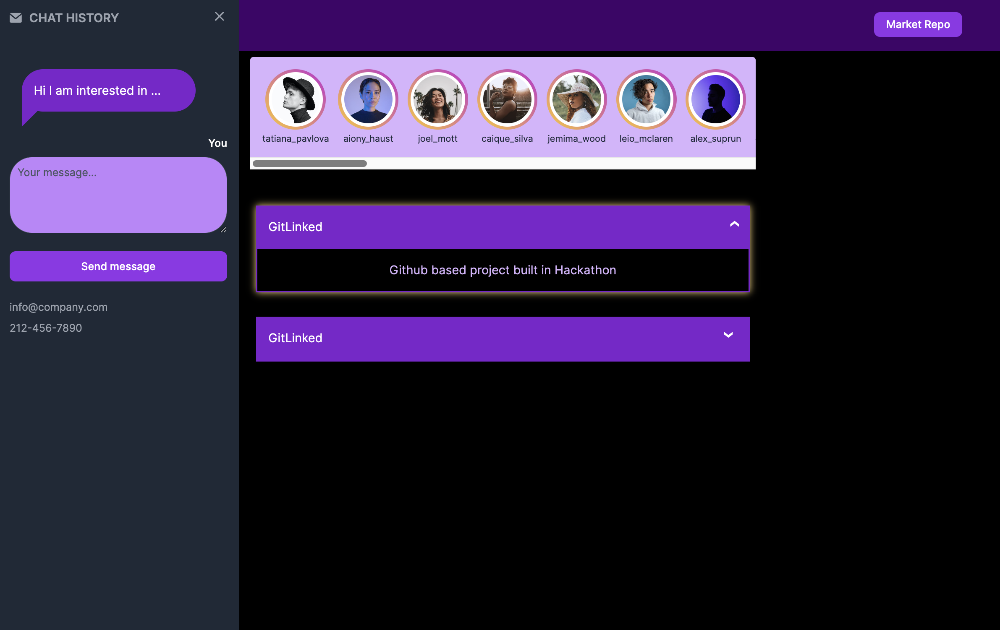 CHAT HISTORY
Hi I am interested in ...
You
Your message...
Send message
info@company.com
212-456-7890
Market Repo
tatiana_pavlova aiony_haust joel_mott caique_silva jemima_wood leio_mclaren alex_suprun
GitLinked
Github based project built in Hackathon
GitLinked